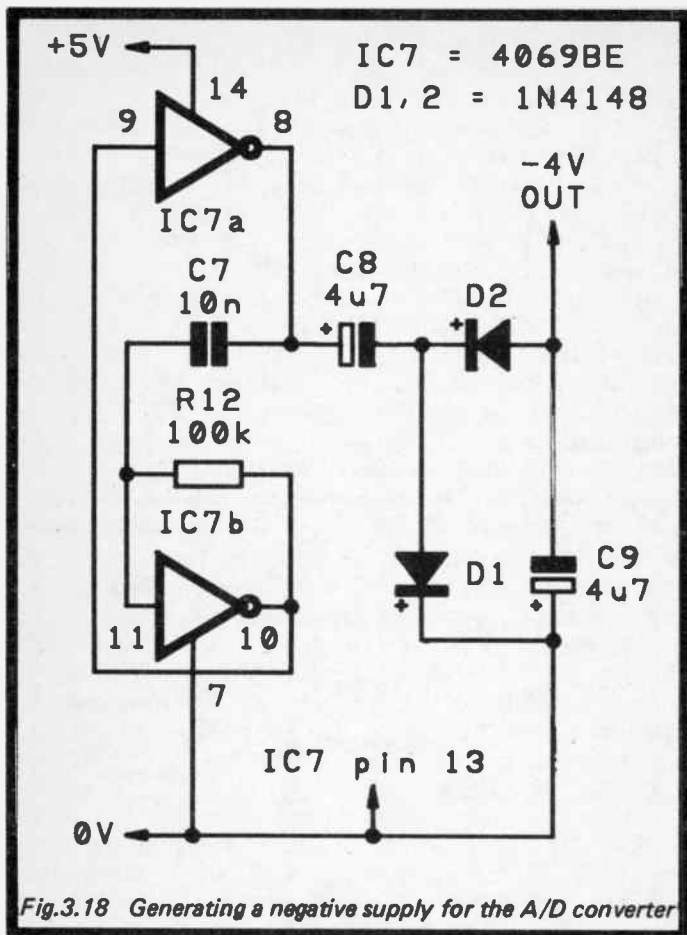 +5V
IC7 = 4069BE
D1,2 = 1N4148
14
9
8
IC7a
-4V
OUT
C7
10n
C8
4u7
+
D2
+
R12
100k
IC7b
11
10
7
D1
+
C9
4u7
+
IC7 pin 13
0V
Fig.3.18 Generating a negative supply for the A/D converter